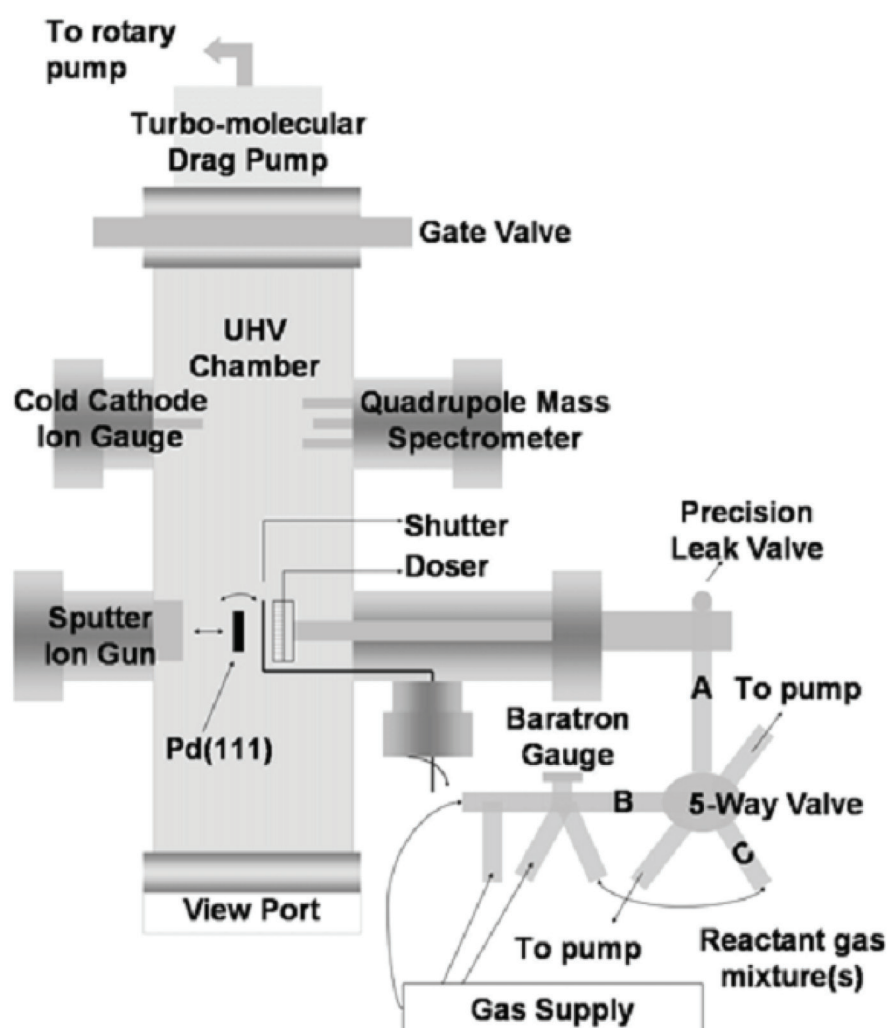 To rotary
pump
Turbo-molecular
Drag Pump
Gate Valve
UHV
Chamber
Cold Cathode
Ion Gauge
Quadrupole Mass
Spectrometer
Shutter
Doser
Precision
Leak Valve
Sputter
Ion Gun
Pd(111)
A
To pump
Baratron
Gauge
B
5-Way Valve
C
View Port
To pump
Reactant gas
mixture(s)
Gas Supply